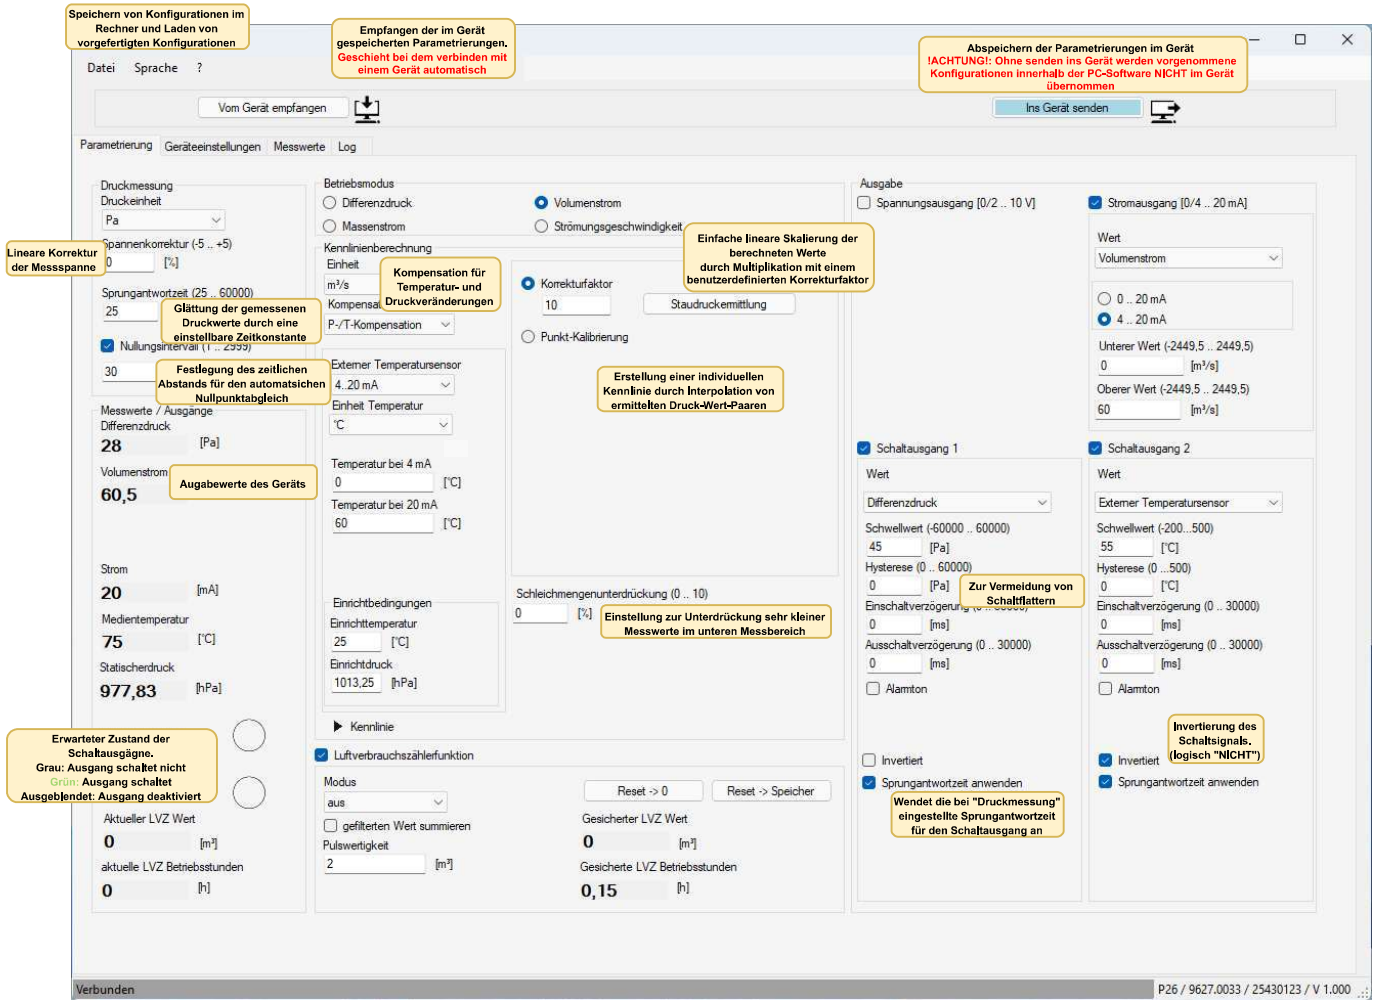 Speichern von Konfigurationen im
Rechner und Laden von
vorgefertigten Konfigurationen
Empfangen der im Gerät
gespeicherten Parametrierungen.
Geschieht bei dem verbinden mit
einem Gerät automatisch
Abspeichern der Parametrierungen im Gerät
!ACHTUNG!: Ohne senden ins Gerät werden vorgenommene
Konfigurationen innerhalb der PC-Software NICHT im Gerät
übernommen
Datei Sprache ?
Vom Gerät empfangen
Ins Gerät senden
Parametrierung Geräteeinstellungen Messwerte Log
Druckmessung
Druckeinheit
Pa
Spannenkorrektur (-5 .. +5)
Lineare Korrektur
der Messspanne
0 [%]
Sprungantwortzeit (25 .. 60000)
25
Glättung der gemessenen
Druckwerte durch eine
einstellbare Zeitkonstante
Nullungsintervall (1 .. 2999)
30
Festlegung des zeitlichen
Abstands für den automatsichen
Nullpunktabgleich
Messwerte / Ausgänge
Differenzdruck
28 [Pa]
Volumenstrom
60,5
Augabewerte des Geräts
Strom
20 [mA]
Medientemperatur
75 [°C]
Statischerdruck
977,83 [hPa]
Erwarteter Zustand der
Schaltausgägne.
Grau: Ausgang schaltet nicht
Grün: Ausgang schaltet
Ausgeblendet: Ausgang deaktiviert
Aktueller LVZ Wert
0 [m³]
aktuelle LVZ Betriebsstunden
0 [h]
Betriebsmodus
Differenzdruck Volumenstrom
Massenstrom Strömungsgeschwindigkeit
Kennlinienberechnung
Einheit
m³/s
Kompensation für
Temperatur- und
Druckveränderungen
P-/T-Kompensation
Externer Temperatursensor
4..20 mA
Einheit Temperatur
°C
Temperatur bei 4 mA
0 [°C]
Temperatur bei 20 mA
60 [°C]
Einrichtbedingungen
Einrichttemperatur
25 [°C]
Einrichtdruck
1013,25 [hPa]
Kennlinie
Einfache lineare Skalierung der
berechneten Werte
durch Multiplikation mit einem
benutzerdefinierten Korrekturfaktor
Korrekturfaktor
10 Staudruckermittlung
Punkt-Kalibrierung
Erstellung einer individuellen
Kennlinie durch Interpolation von
ermittelten Druck-Wert-Paaren
Schleichmengenunterdrückung (0 .. 10)
0 [%]
Einstellung zur Unterdrückung sehr kleiner
Messwerte im unteren Messbereich
Luftverbrauchszählerfunktion
Modus
aus
Reset -> 0 Reset -> Speicher
gefilterten Wert summieren
Pulswertigkeit
2 [m³]
Gesicherter LVZ Wert
0 [m³]
Gesicherte LVZ Betriebsstunden
0,15 [h]
Ausgabe
Spannungsausgang [0/2 .. 10 V]
Stromausgang [0/4 .. 20 mA]
Wert
Volumenstrom
0 .. 20 mA
4 .. 20 mA
Unterer Wert (-2449,5 .. 2449,5)
0 [m³/s]
Oberer Wert (-2449,5 .. 2449,5)
60 [m³/s]
Schaltausgang 1
Wert
Differenzdruck
Schwellwert (-60000 .. 60000)
45 [Pa]
Hysterese (0 .. 60000)
0 [Pa]
Zur Vermeidung von
Schaltflattern
Einschaltverzögerung
0 [ms]
Ausschaltverzögerung (0 .. 30000)
0 [ms]
Alarmton
Invertiert
Sprungantwortzeit anwenden
Wendet die bei "Druckmessung"
eingestellte Sprungantwortzeit
für den Schaltausgang an
Schaltausgang 2
Wert
Externer Temperatursensor
Schwellwert (-200...500)
55 [°C]
Hysterese (0 ...500)
0 [°C]
Einschaltverzögerung (0 .. 30000)
0 [ms]
Ausschaltverzögerung (0 .. 30000)
0 [ms]
Alarmton
Invertierung des
Schaltsignals.
(logisch "NICHT")
Invertiert
Sprungantwortzeit anwenden
Verbunden
P26 / 9627.0033 / 25430123 / V 1.000